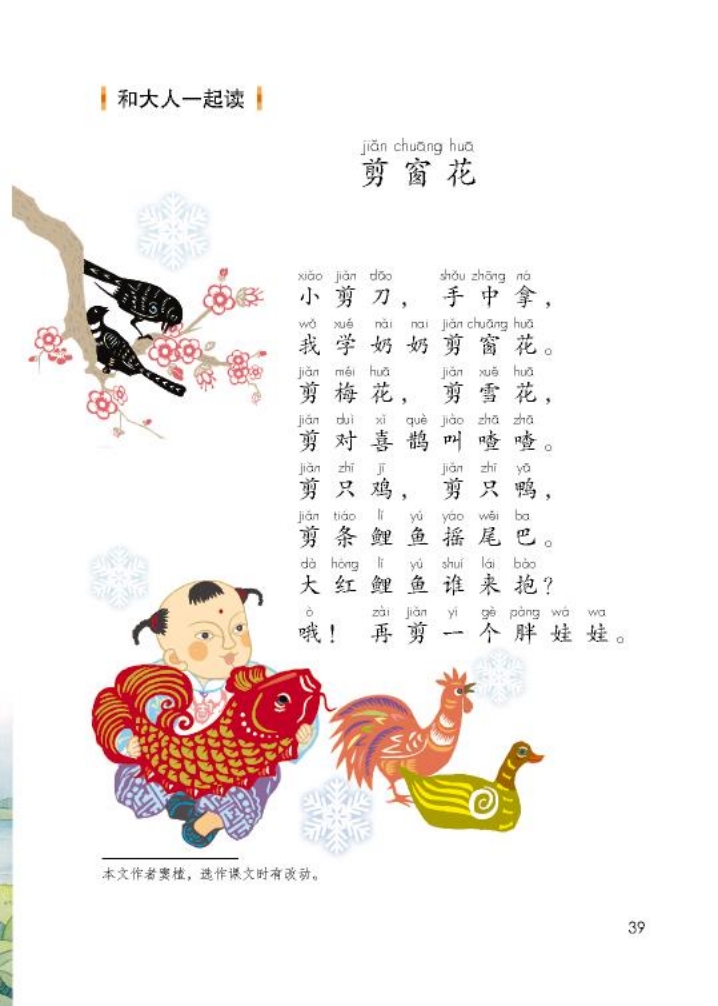 和大人一起读
jiǎn chuāng huā
剪窗花
xiǎo jiǎn dāo shǒu zhōng ná
小剪刀，手中拿，
wǒ xué nǎi nai jiǎn chuāng huā
我学奶奶剪窗花。
jiǎn méi huā jiǎn xuě huā
剪梅花，剪雪花，
jiǎn duì xǐ què jiào zhā zhā
剪对喜鹊叫喳喳。
jiǎn zhī jī jiǎn zhī yā
剪只鸡，剪只鸭，
jiǎn tiáo lǐ yú yáo wěi ba
剪条鲤鱼摇尾巴。
dà hóng lǐ yú shuí lái bào
大红鲤鱼谁来抱？
ò zài jiǎn yí gè pàng wá wa
哦！再剪一个胖娃娃。
本文作者窦植，选作课文时有改动。
39